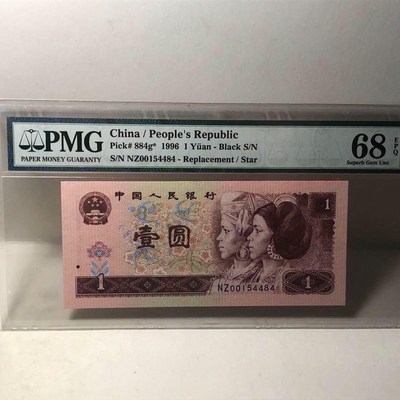 PMG
PAPER MONEY GUARANTY
China / People's Republic
Pick# 884g* 1996 1 Yüan - Black S/N
S/N NZ00154484 - Replacement / Star
68 EPQ
Superb Gem Unc
中国人民银行
1
壹圆
NZ00154484
1
1